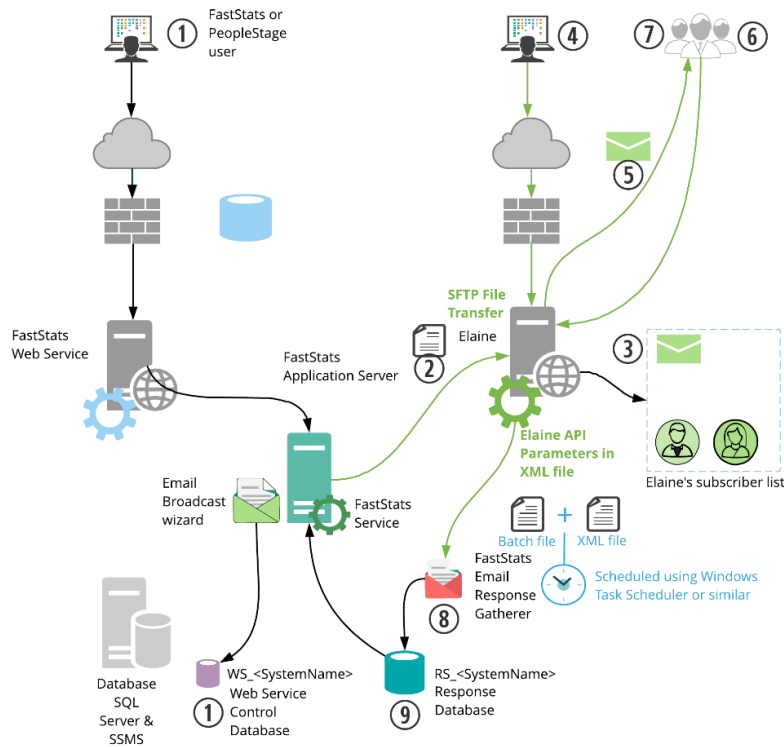 1
FastStats or
PeopleStage
user
4
7
6
5
FastStats
Web Service
SFTP File
Transfer
Elaine
2
3
FastStats
Application Server
Elaine API
Parameters in
XML file
Elaine's subscriber list
Email
Broadcast
wizard
FastStats
Service
Batch file
+
XML file
FastStats
Email
Response
Gatherer
Scheduled using Windows
Task Scheduler or similar
8
Database
SQL
Server &
SSMS
WS_<SystemName>
Web Service
Control
Database
1
RS_<SystemName>
Response
Database
9